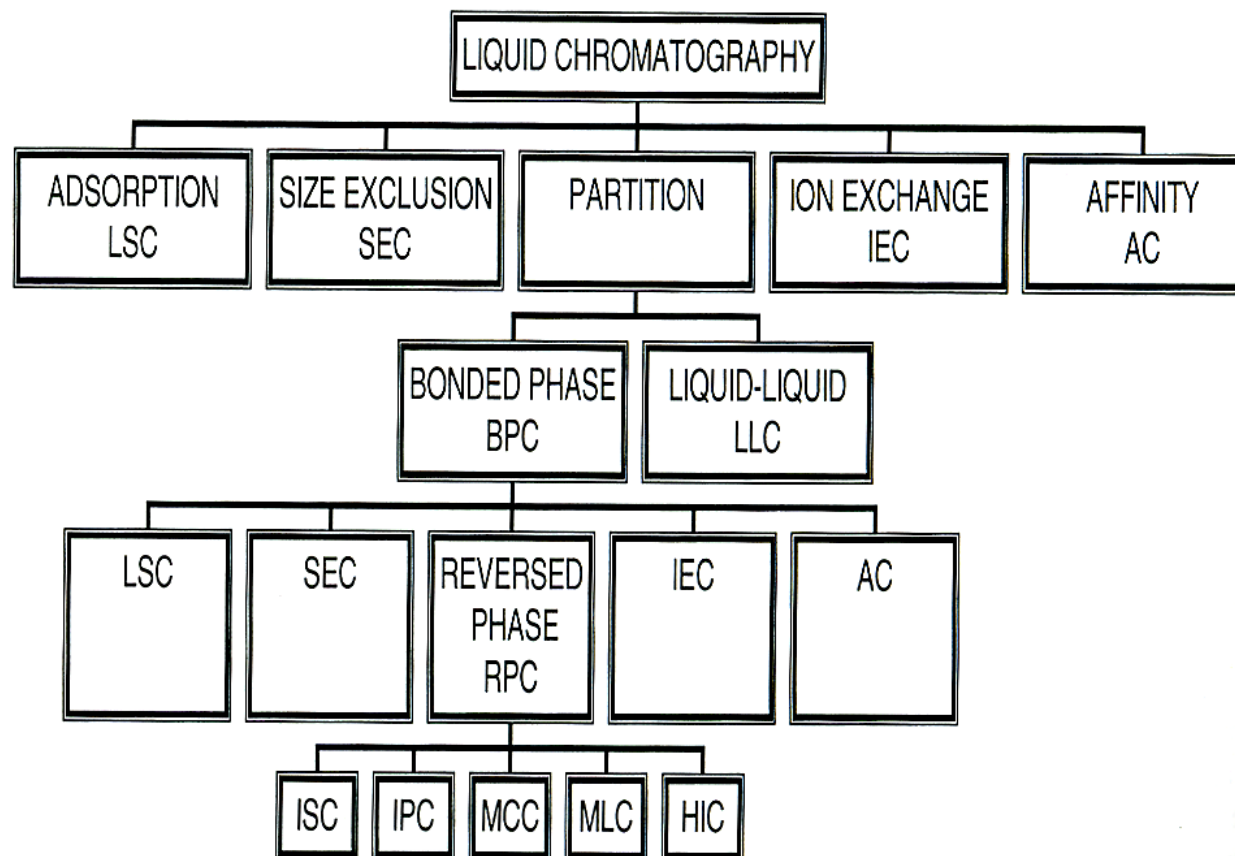 LIQUID CHROMATOGRAPHY
ADSORPTION
LSC
SIZE EXCLUSION
SEC
PARTITION
ION EXCHANGE
IEC
AFFINITY
AC
BONDED PHASE
BPC
LIQUID-LIQUID
LLC
LSC
SEC
REVERSED
PHASE
RPC
IEC
AC
ISC
IPC
MCC
MLC
HIC